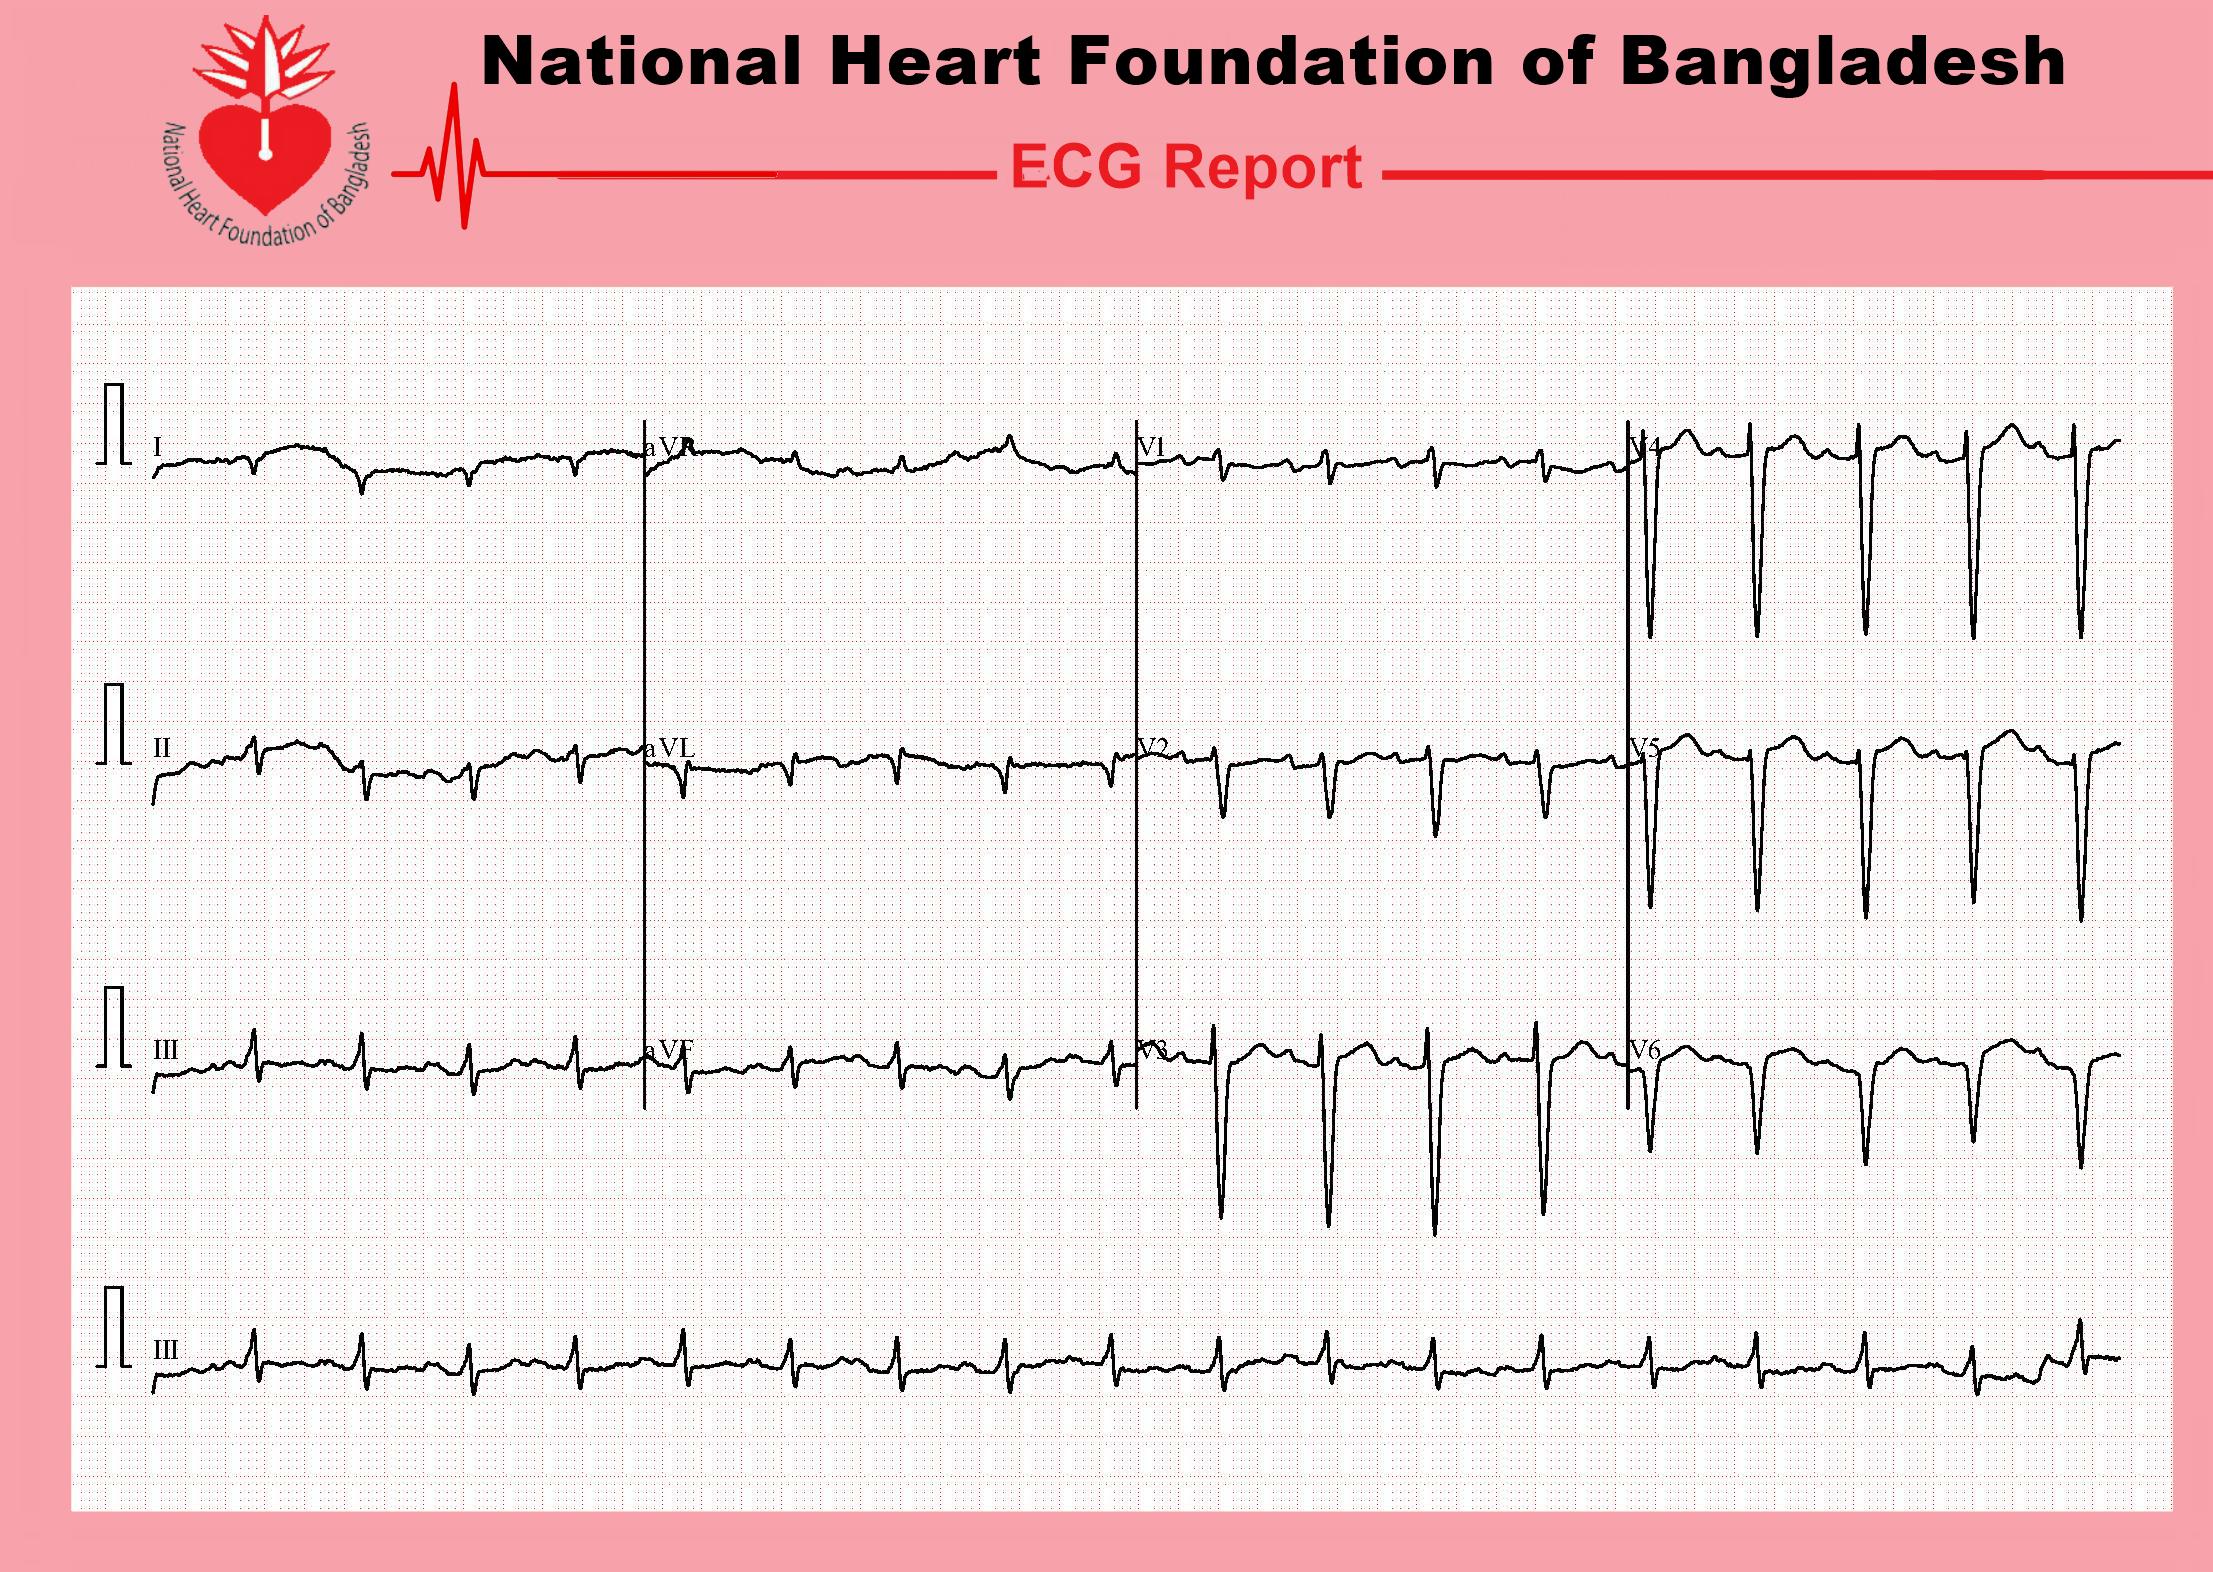 National Heart Foundation of Bangladesh
National Heart Foundation of Bangladesh
ECG Report
I
aVR
V1
V4
II
aVL
V2
V5
III
aVF
V3
V6
III